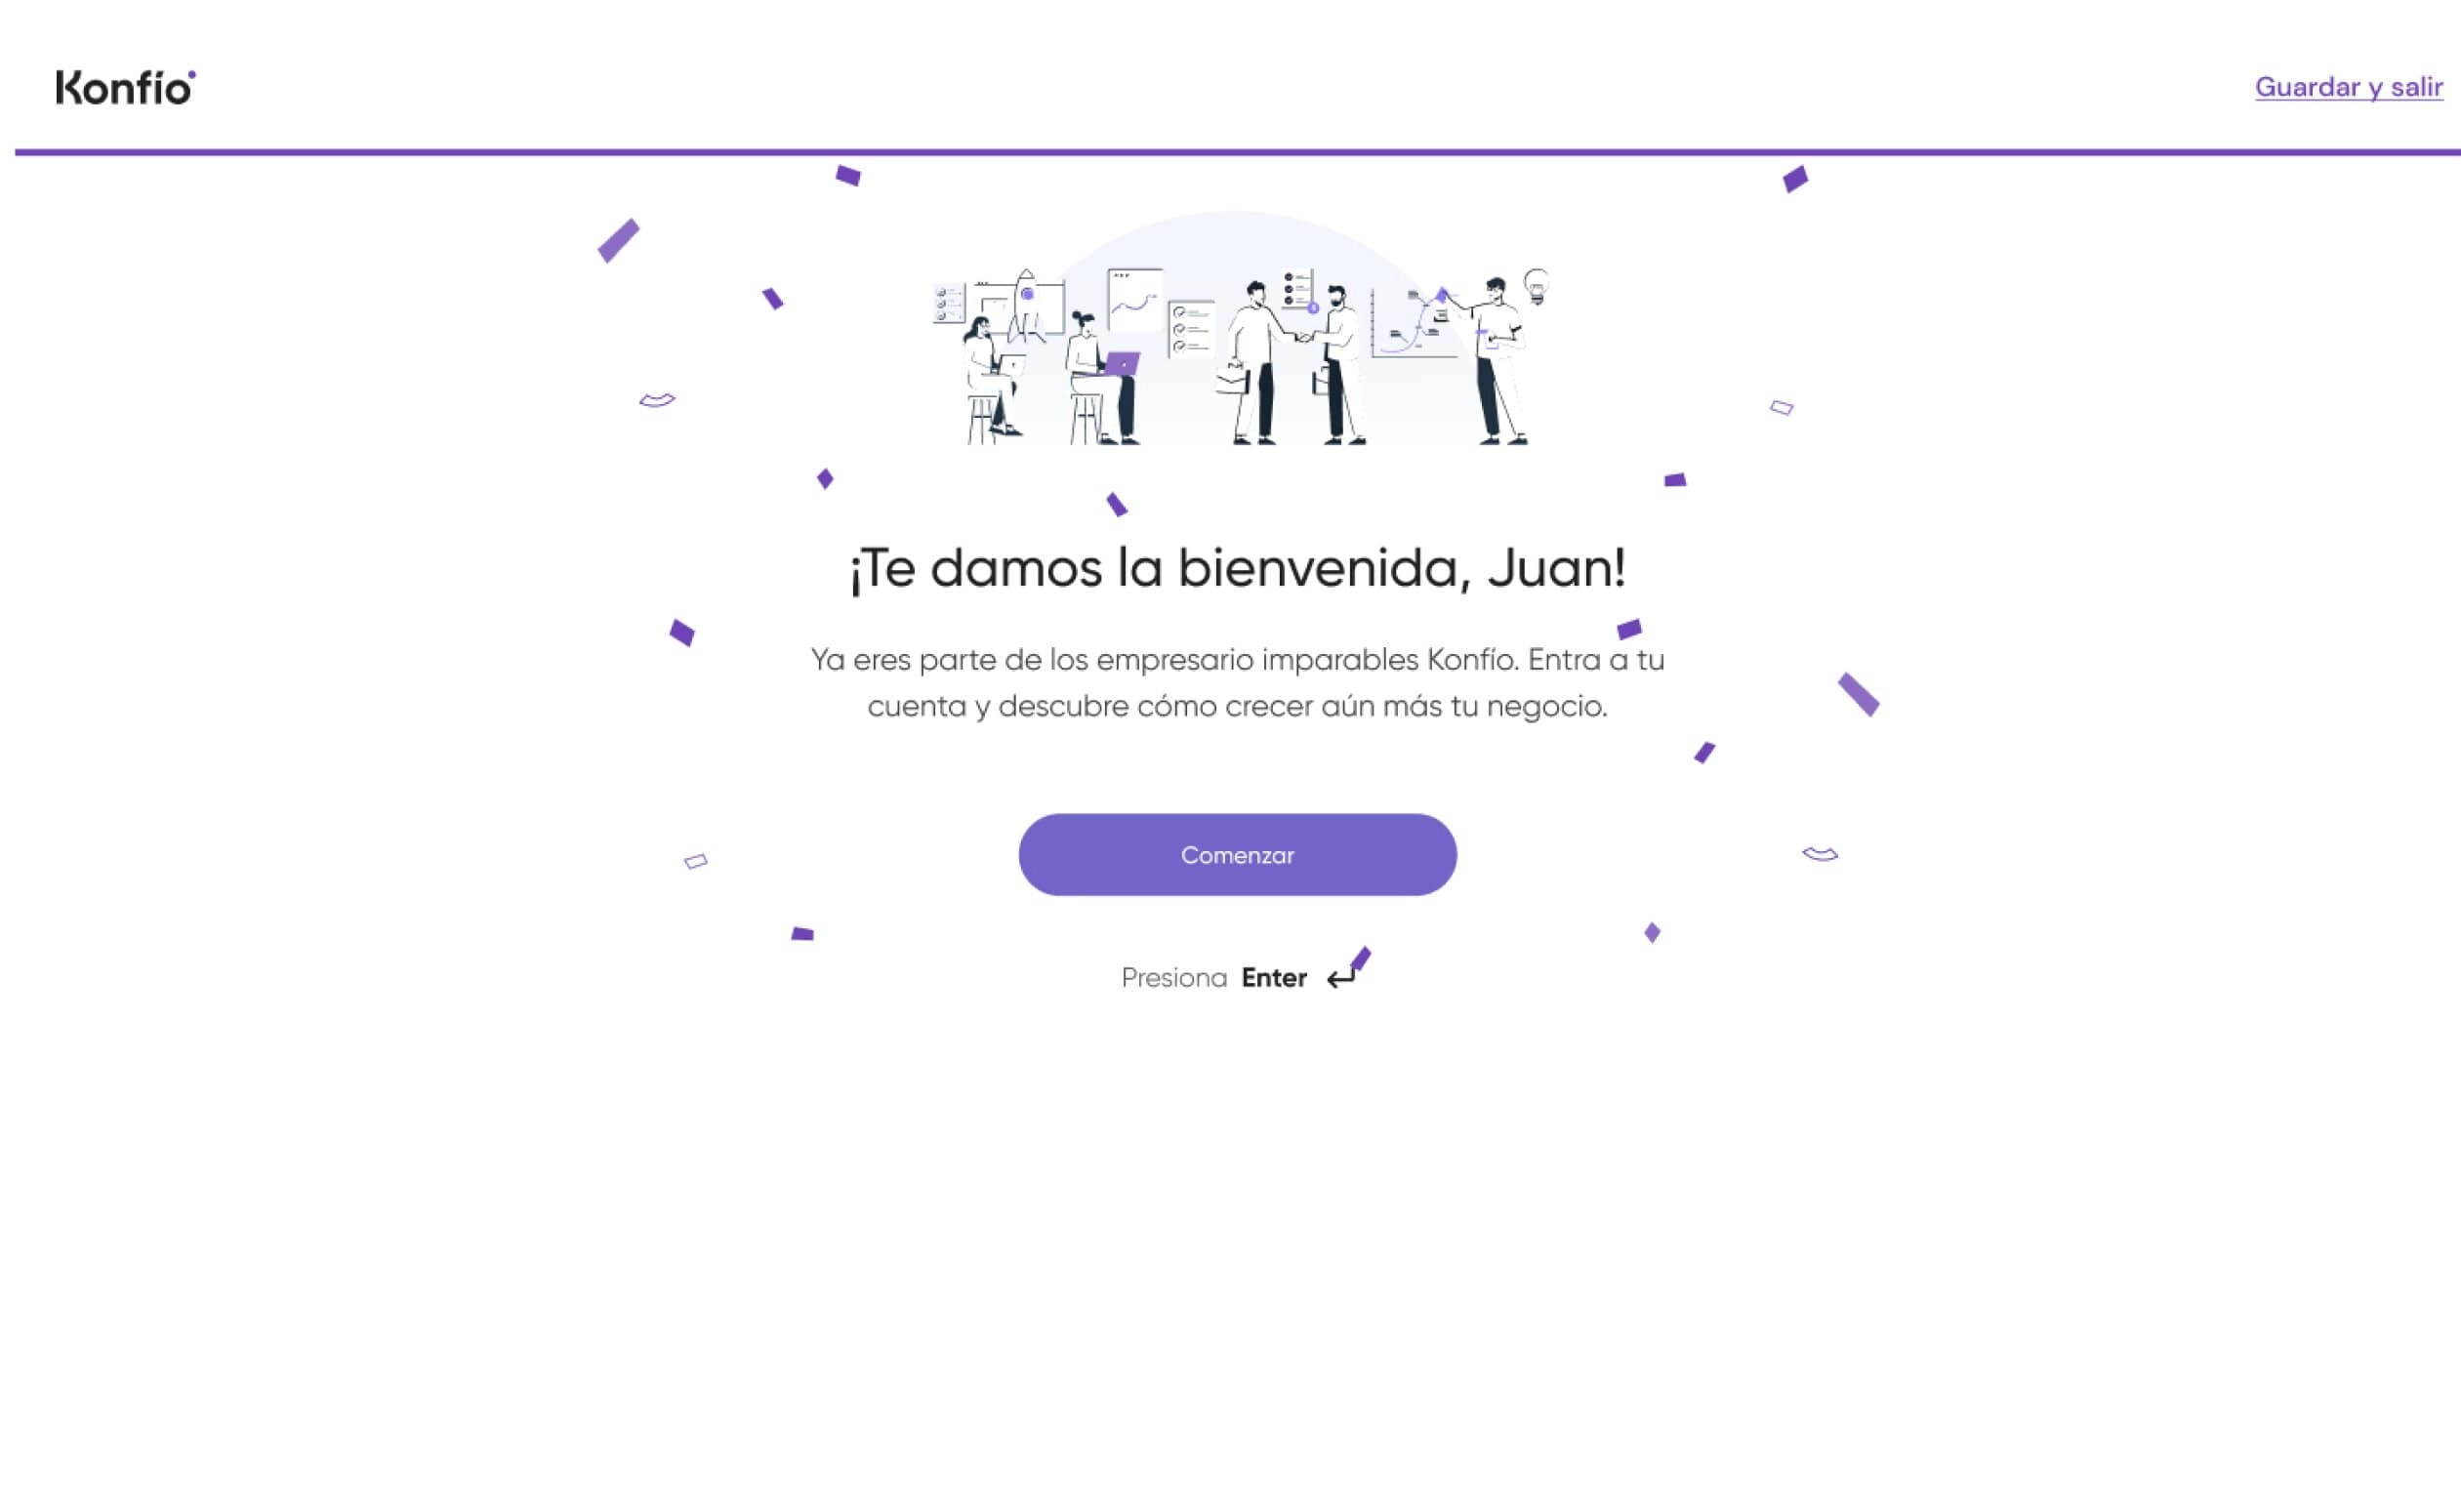 Konfío
Guardar y salir
¡Te damos la bienvenida, Juan!
Ya eres parte de los empresario imparables Konfío. Entra a tu
cuenta y descubre cómo crecer aún más tu negocio.
Comenzar
Presiona Enter